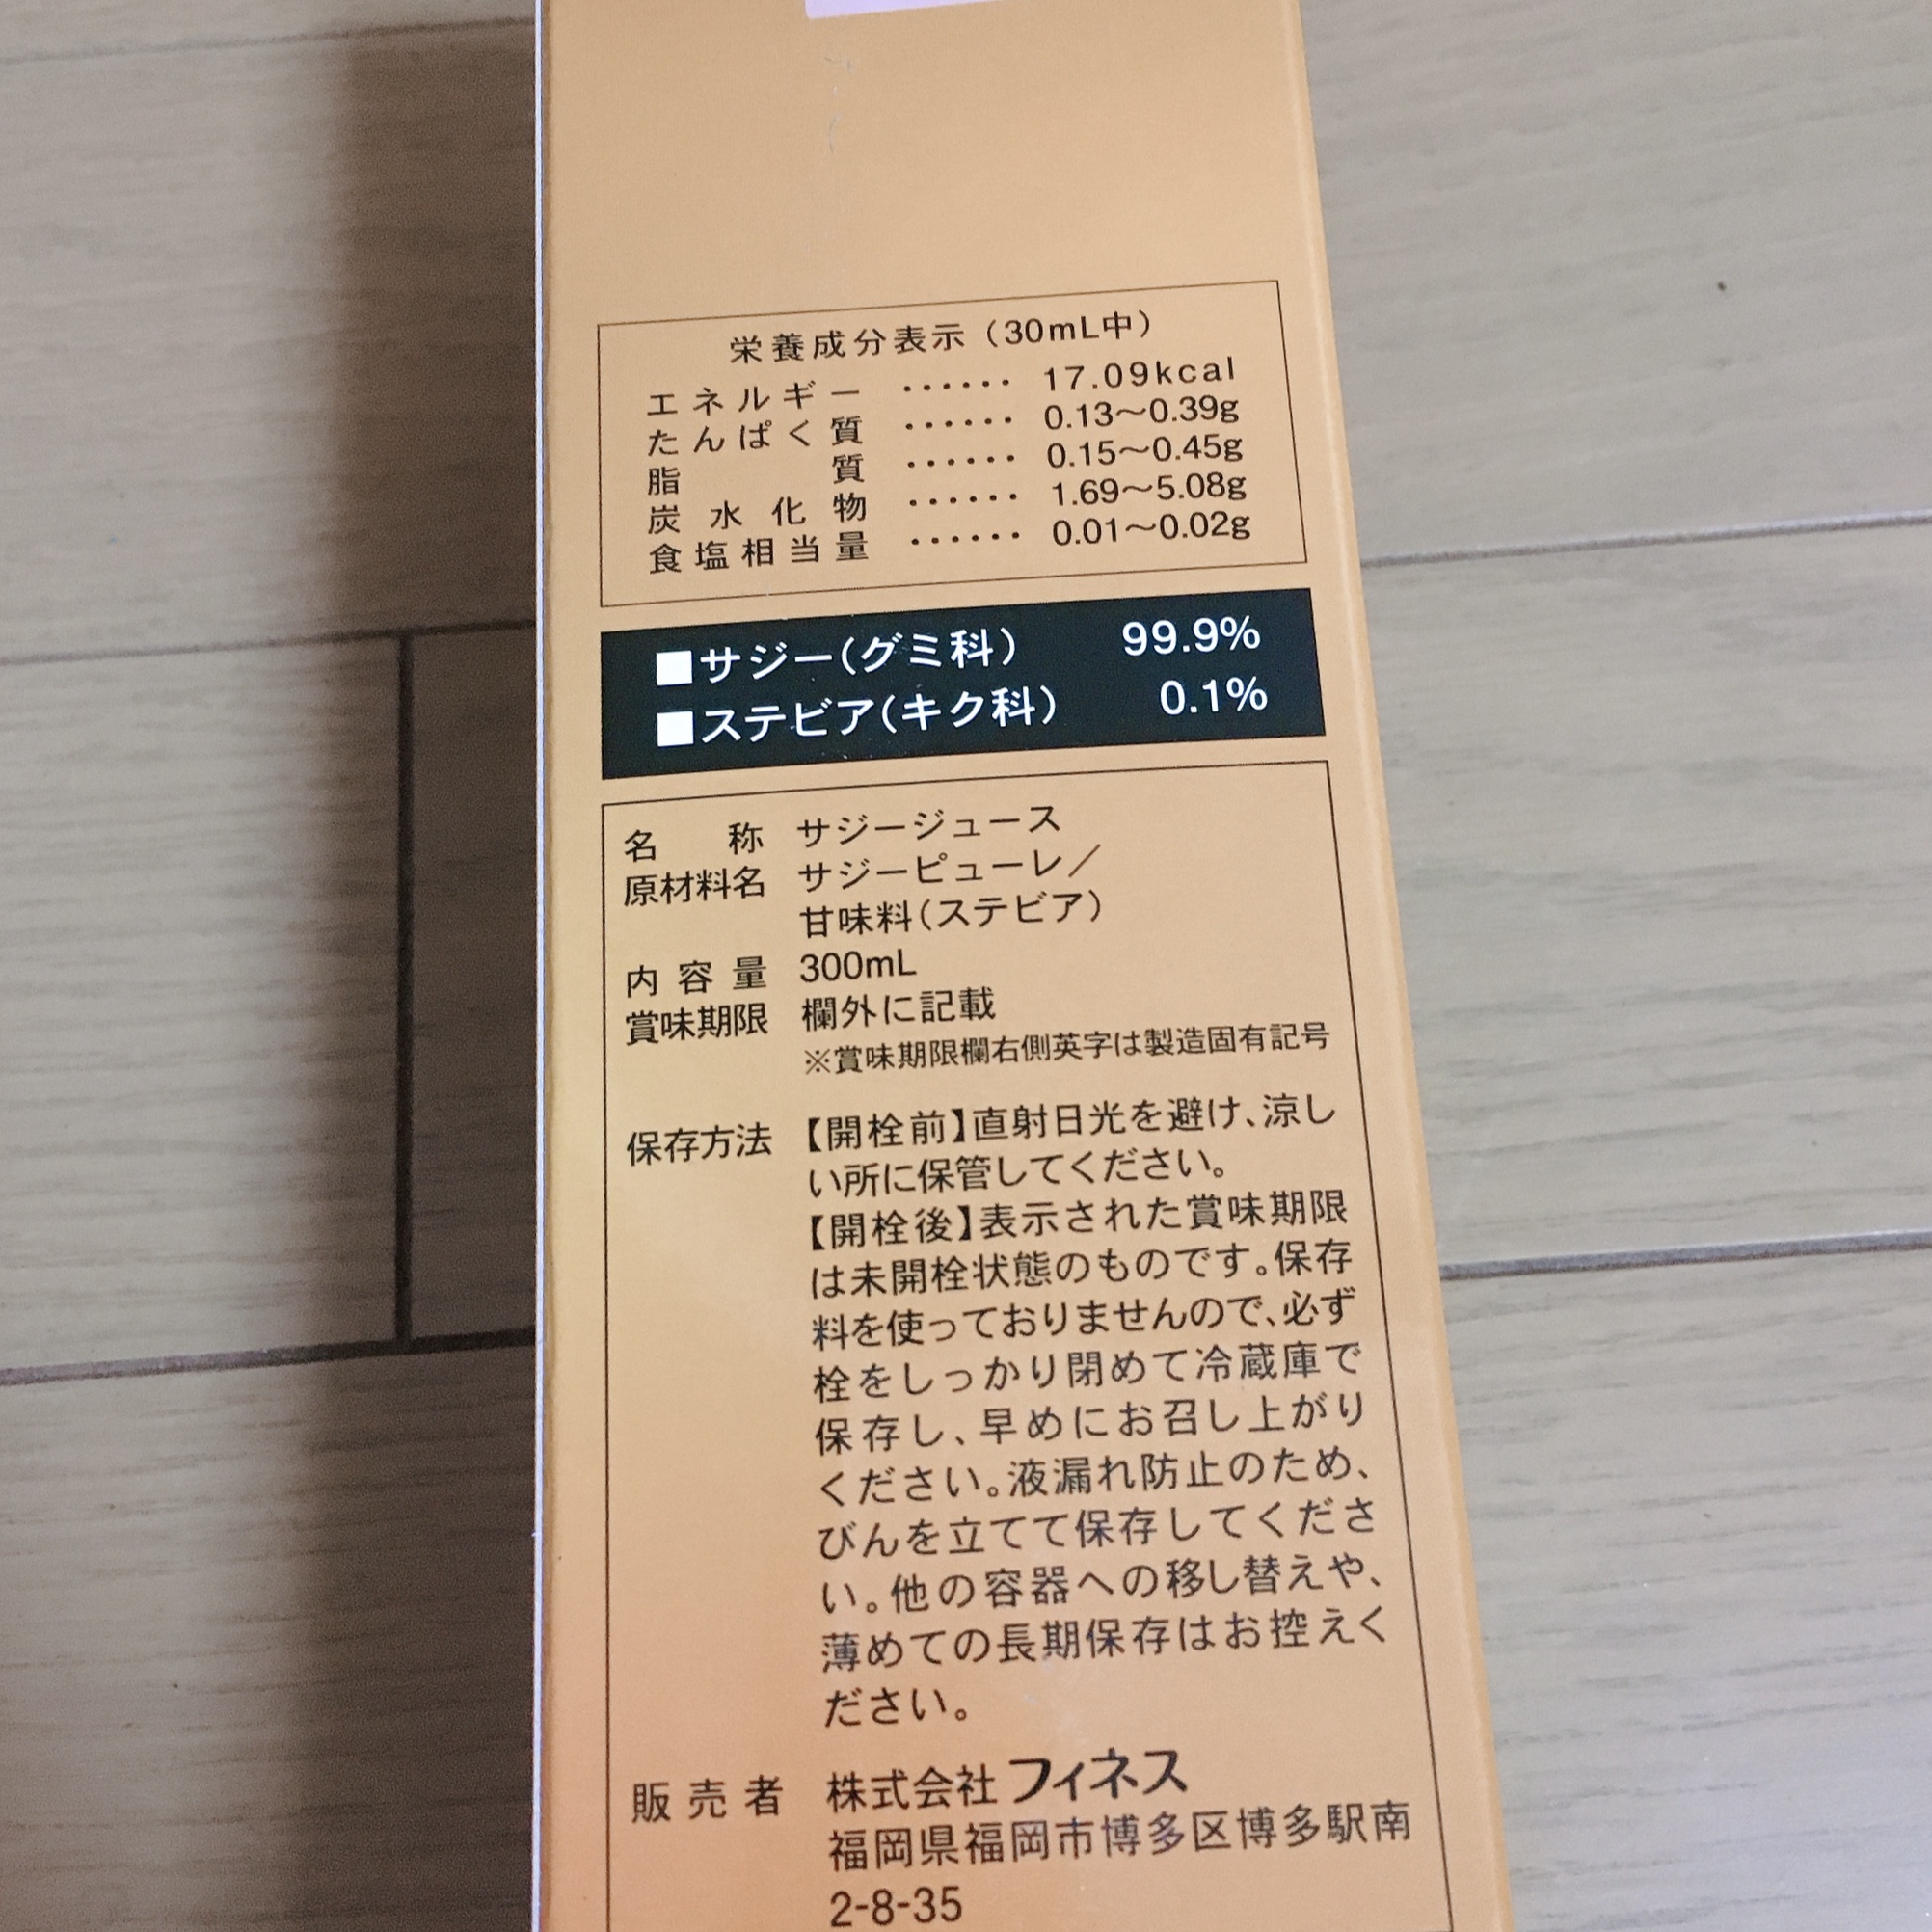 栄養成分表示（30mL中）
エネルギー ······ 17.09kcal
たんぱく質 ······ 0.13〜0.39g
脂質 ······ 0.15〜0.45g
炭水化物 ······ 1.69〜5.08g
食塩相当量 ······ 0.01〜0.02g
■サジー(グミ科) 99.9%
■ステビア(キク科) 0.1%
名称 サジージュース
原材料名 サジーピューレ／
甘味料(ステビア)
内容量 300mL
賞味期限 欄外に記載
※賞味期限欄右側英字は製造固有記号
保存方法 【開栓前】直射日光を避け、涼し
い所に保管してください。
【開栓後】表示された賞味期限
は未開栓状態のものです。保存
料を使っておりませんので、必ず
栓をしっかり閉めて冷蔵庫で
保存し、早めにお召し上がり
ください。液漏れ防止のため、
びんを立てて保存してくださ
い。他の容器への移し替えや、
薄めての長期保存はお控えく
ださい。
販売者 株式会社フィネス
福岡県福岡市博多区博多駅南
2-8-35